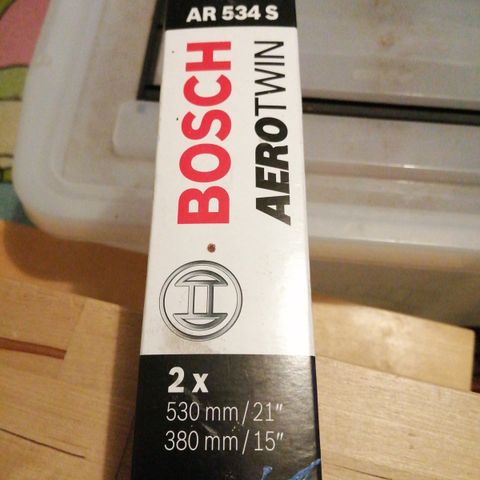 AR 534 S
BOSCH
AEROTWIN
2 x
530 mm/21"
380 mm/15"